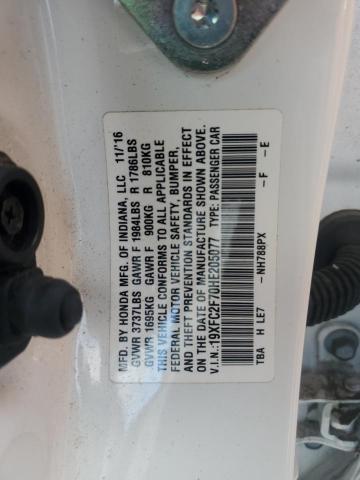 MFD. BY HONDA MFG. OF INDIANA, LLC 11/'16
GVWR 3737LBS GAWR F 1984LBS R 1786LBS
GVWR 1695KG GAWR F 900KG R 810KG
THIS VEHICLE CONFORMS TO ALL APPLICABLE
FEDERAL MOTOR VEHICLE SAFETY, BUMPER,
AND THEFT PREVENTION STANDARDS IN EFFECT
ON THE DATE OF MANUFACTURE SHOWN ABOVE.
V.I.N.: 19XFC2F70HE205077 TYPE: PASSENGER CAR
TBA H LE7 -NH788PX -F -E